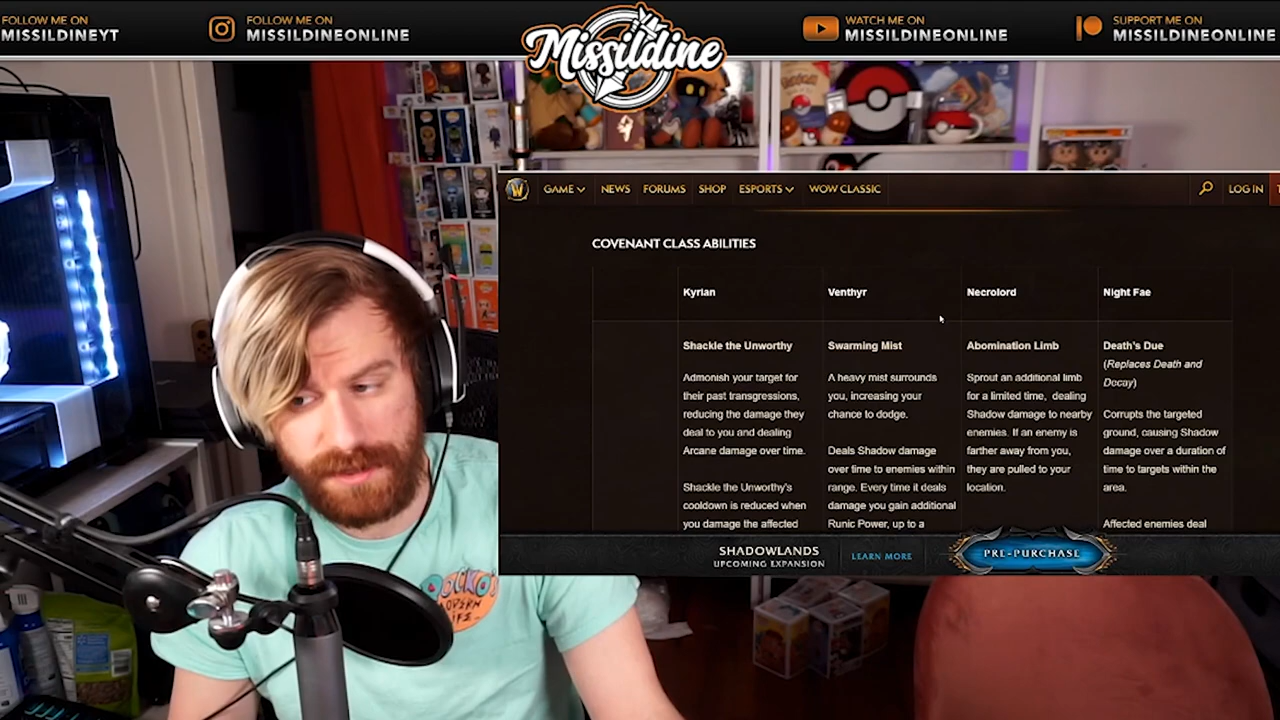 FOLLOW ME ON
MISSILDINEYT
FOLLOW ME ON
MISSILDINEONLINE
Missildine
WATCH ME ON
MISSILDINEONLINE
SUPPORT ME ON
MISSILDINEONLINE
GAME NEWS FORUMS SHOP ESPORTS WOW CLASSIC LOG IN
COVENANT CLASS ABILITIES
Kyrian Venthyr Necrolord Night Fae
Shackle the Unworthy
Admonish your target for
their past transgressions,
reducing the damage they
deal to you and dealing
Arcane damage over time.
Shackle the Unworthy's
cooldown is reduced when
you damage the affected
Swarming Mist
A heavy mist surrounds
you, increasing your
chance to dodge.
Deals Shadow damage
over time to enemies within
range. Every time it deals
damage you gain additional
Runic Power, up to a
Abomination Limb
Sprout an additional limb
for a limited time, dealing
Shadow damage to nearby
enemies. If an enemy is
farther away from you,
they are pulled to your
location.
Death's Due
(Replaces Death and
Decay)
Corrupts the targeted
ground, causing Shadow
damage over a duration of
time to targets within the
area.
Affected enemies deal
SHADOWLANDS
UPCOMING EXPANSION
LEARN MORE
PRE-PURCHASE